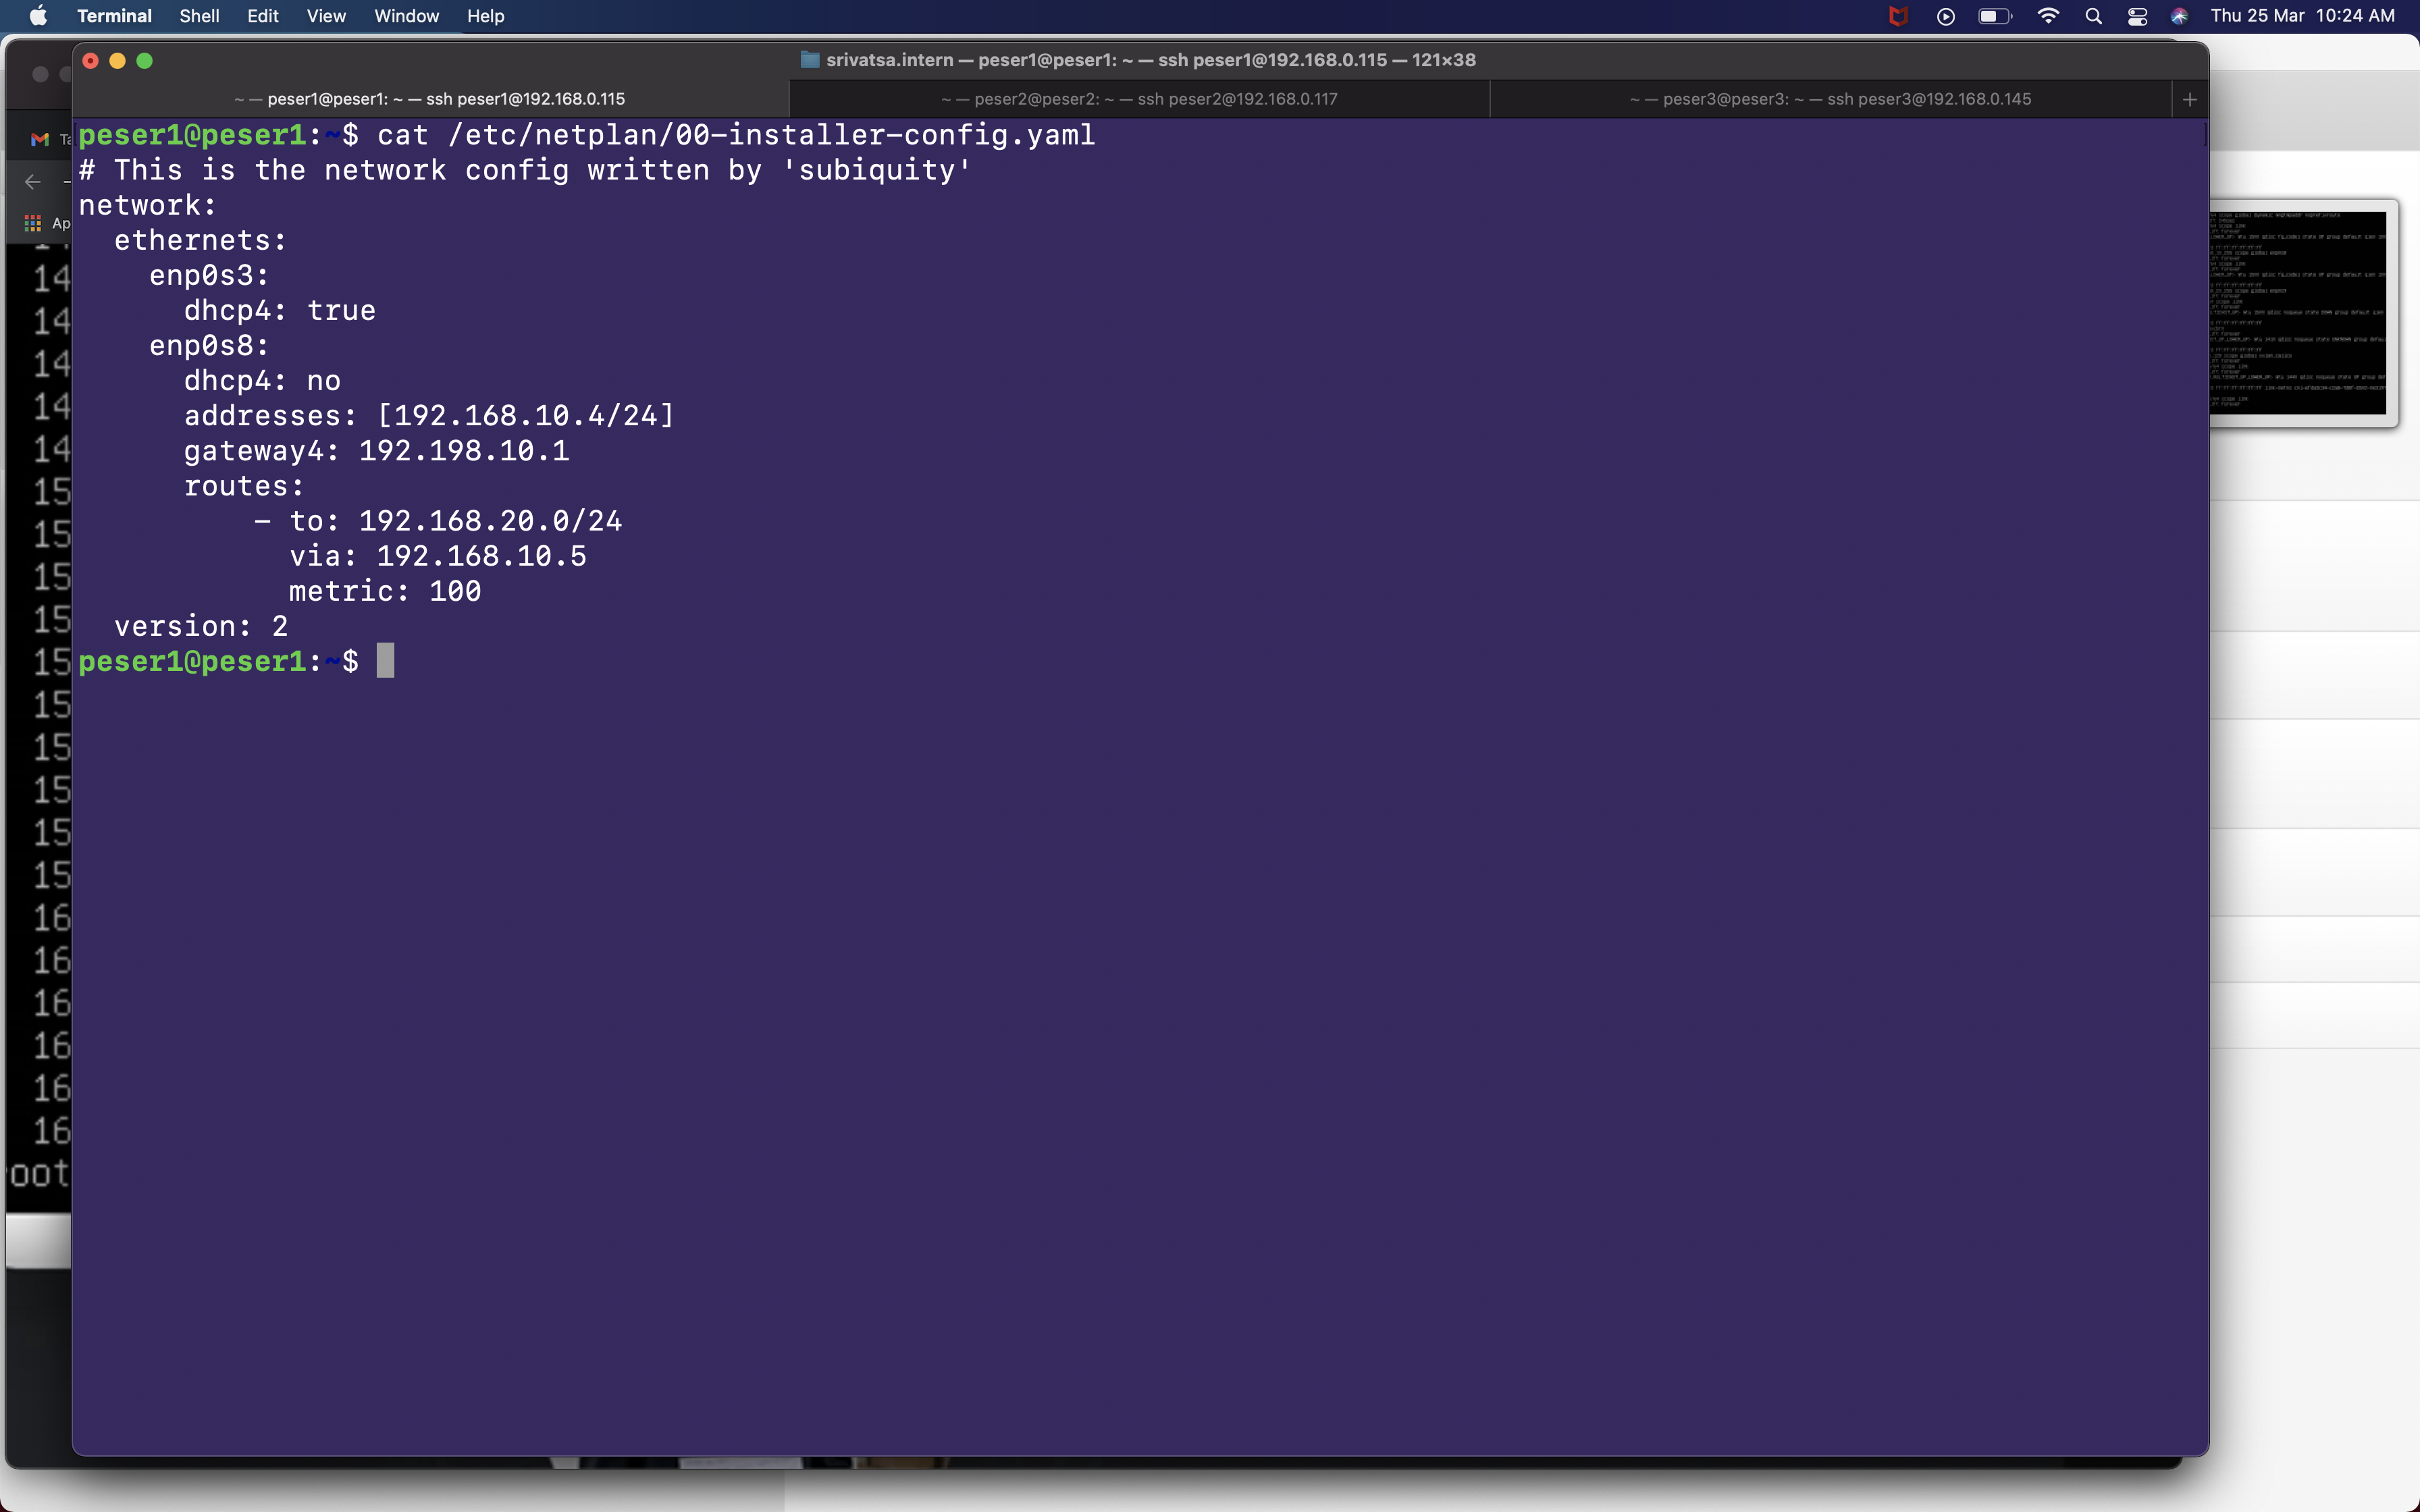 Terminal Shell Edit View Window Help Thu 25 Mar 10:24 AM
srivatsa.intern — peser1@peser1: ~ — ssh peser1@192.168.0.115 — 121×38
~ — peser1@peser1: ~ — ssh peser1@192.168.0.115
~ — peser2@peser2: ~ — ssh peser2@192.168.0.117
~ — peser3@peser3: ~ — ssh peser3@192.168.0.145
+
peser1@peser1:~$ cat /etc/netplan/00-installer-config.yaml
# This is the network config written by 'subiquity'
network:
  ethernets:
    enp0s3:
      dhcp4: true
    enp0s8:
      dhcp4: no
      addresses: [192.168.10.4/24]
      gateway4: 192.198.10.1
      routes:
          - to: 192.168.20.0/24
            via: 192.168.10.5
            metric: 100
  version: 2
peser1@peser1:~$
14
14
14
14
14
15
15
15
15
15
15
15
15
15
15
16
16
16
16
16
16
oot